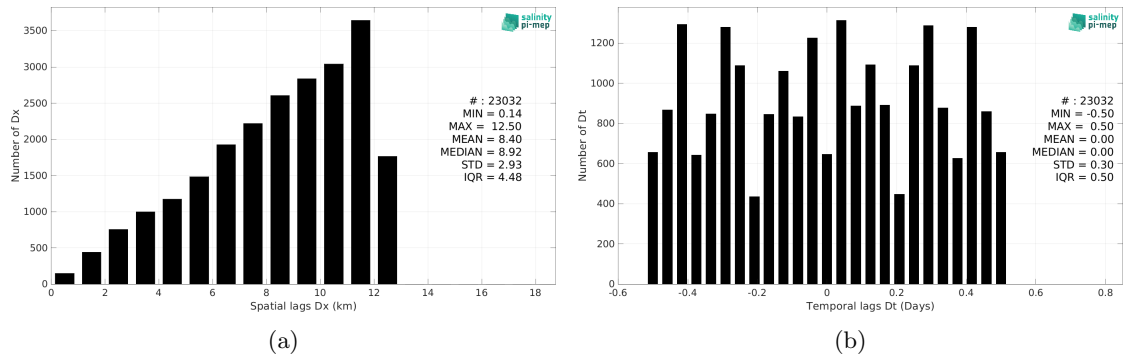 salinity
pi-mep
3500
3000
2500
2000
1500
1000
500
0
Number of Dx
# : 23032
MIN = 0.14
MAX = 12.50
MEAN = 8.40
MEDIAN = 8.92
STD = 2.93
IQR = 4.48
0 2 4 6 8 10 12 14 16 18
Spatial lags Dx (km)
(a)
salinity
pi-mep
1200
1000
800
600
400
200
0
Number of Dt
# : 23032
MIN = -0.50
MAX = 0.50
MEAN = 0.00
MEDIAN = 0.00
STD = 0.30
IQR = 0.50
-0.6 -0.4 -0.2 0 0.2 0.4 0.6 0.8
Temporal lags Dt (Days)
(b)